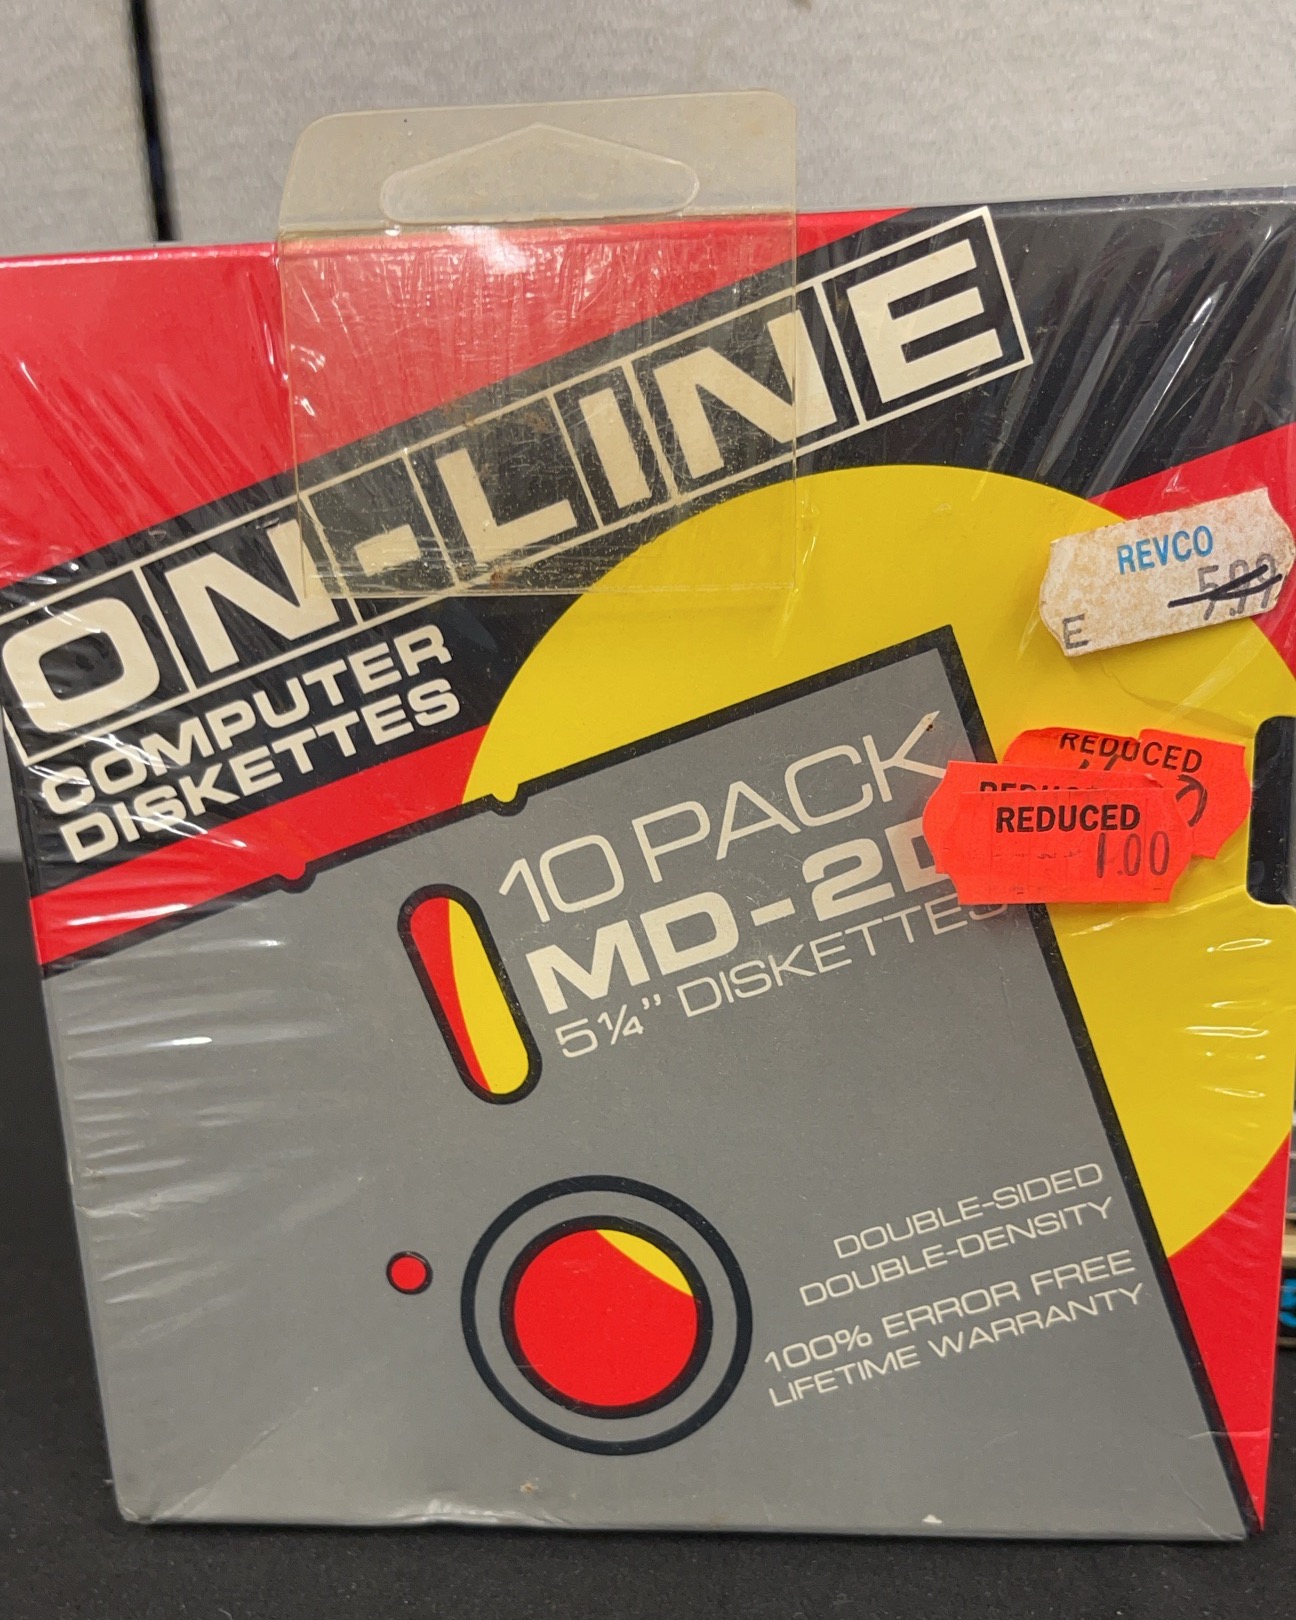 ON-LINE
COMPUTER
DISKETTES
REVCO
E
10 PACK
MD-2D
5¼" DISKETTES
REDUCED
REDUCED
REDUCED
1.00
DOUBLE-SIDED
DOUBLE-DENSITY
100% ERROR FREE
LIFETIME WARRANTY